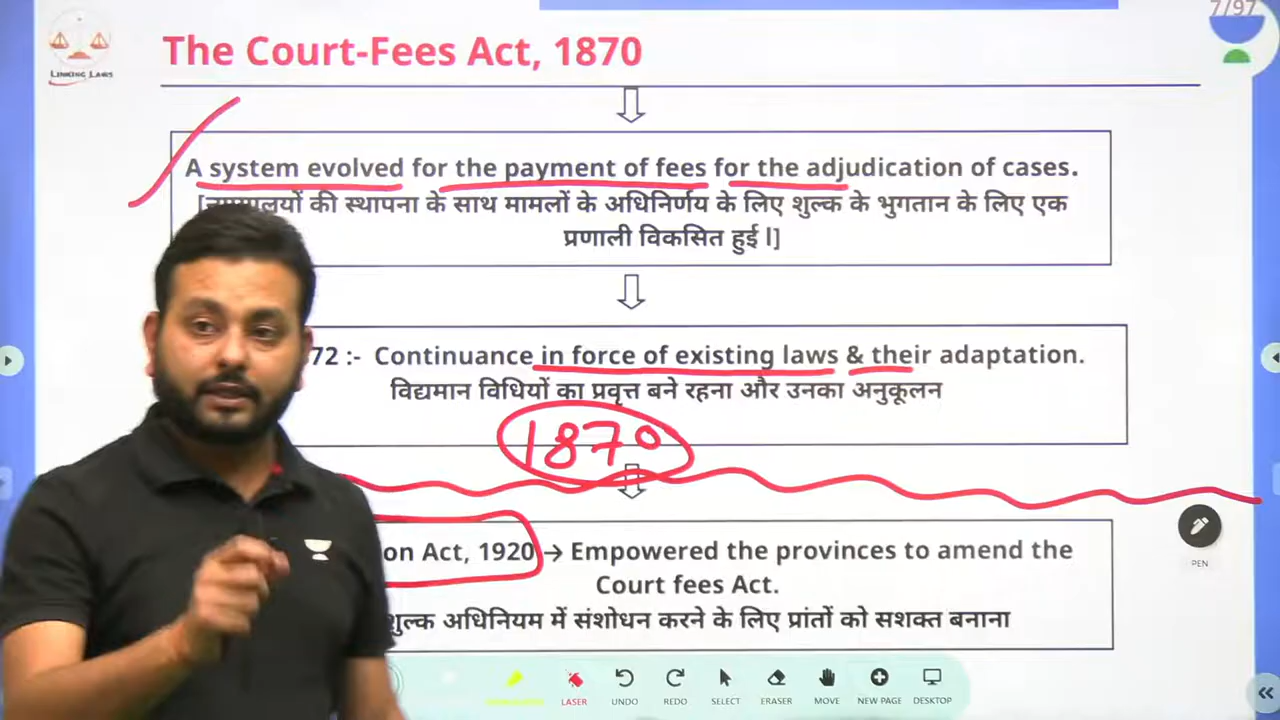 7/97
LINKING LAWS
The Court-Fees Act, 1870
A system evolved for the payment of fees for the adjudication of cases.
की स्थापना के साथ मामलों के अधिनिर्णय के लिए शुल्क के भुगतान के लिए एक
प्रणाली विकसित हुई ।]
72 :- Continuance in force of existing laws & their adaptation.
विद्यमान विधियों का प्रवृत्त बने रहना और उनका अनुकूलन
1870
on Act, 1920 → Empowered the provinces to amend the
Court fees Act.
शुल्क अधिनियम में संशोधन करने के लिए प्रांतों को सशक्त बनाना
PEN
LASER UNDO REDO SELECT ERASER MOVE NEW PAGE DESKTOP